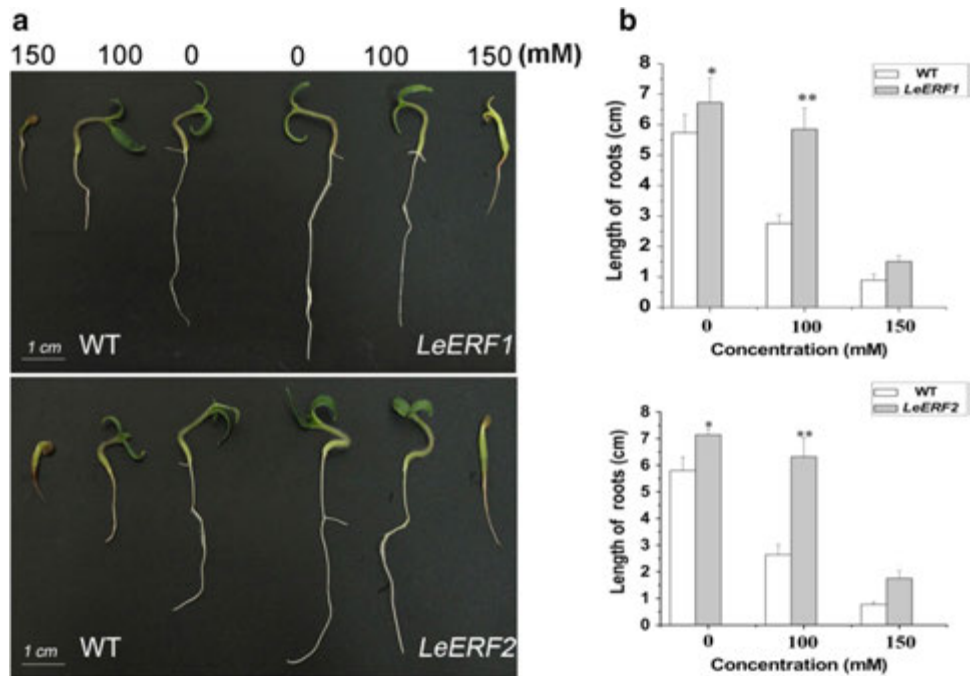 a
150 100 0 0 100 150 (mM)
1 cm WT LeERF1
1 cm WT LeERF2
b
8
7
6
5
4
3
2
1
0
Length of roots (cm)
WT
LeERF1
*
**
0 100 150
Concentration (mM)
8
7
6
5
4
3
2
1
0
Length of roots (cm)
WT
LeERF2
*
**
0 100 150
Concentration (mM)